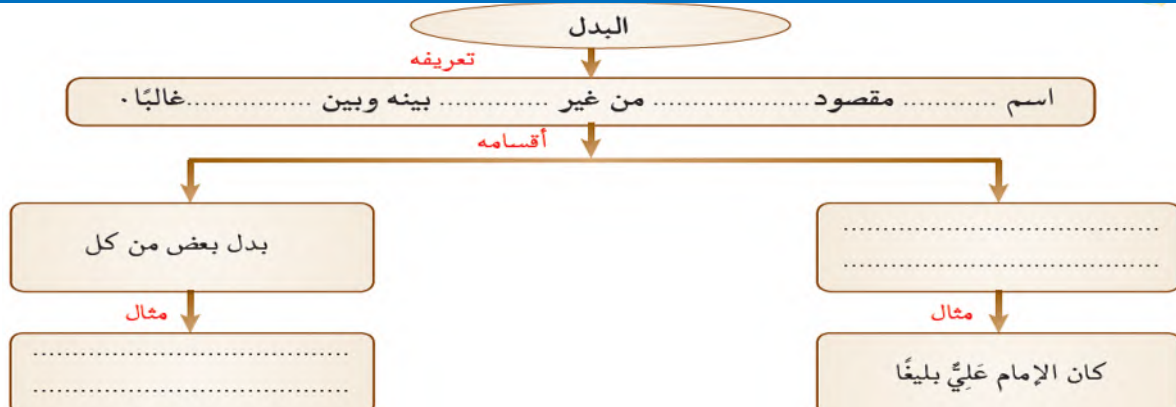 البدل
تعريفه
اسم ............ مقصود .................... من غير ............. بينه وبين ................غالبًا.
أقسامه
........................................
........................................
بدل بعض من كل
مثال
مثال
كان الإمام عَلِيٌّ بليغًا
........................................
........................................